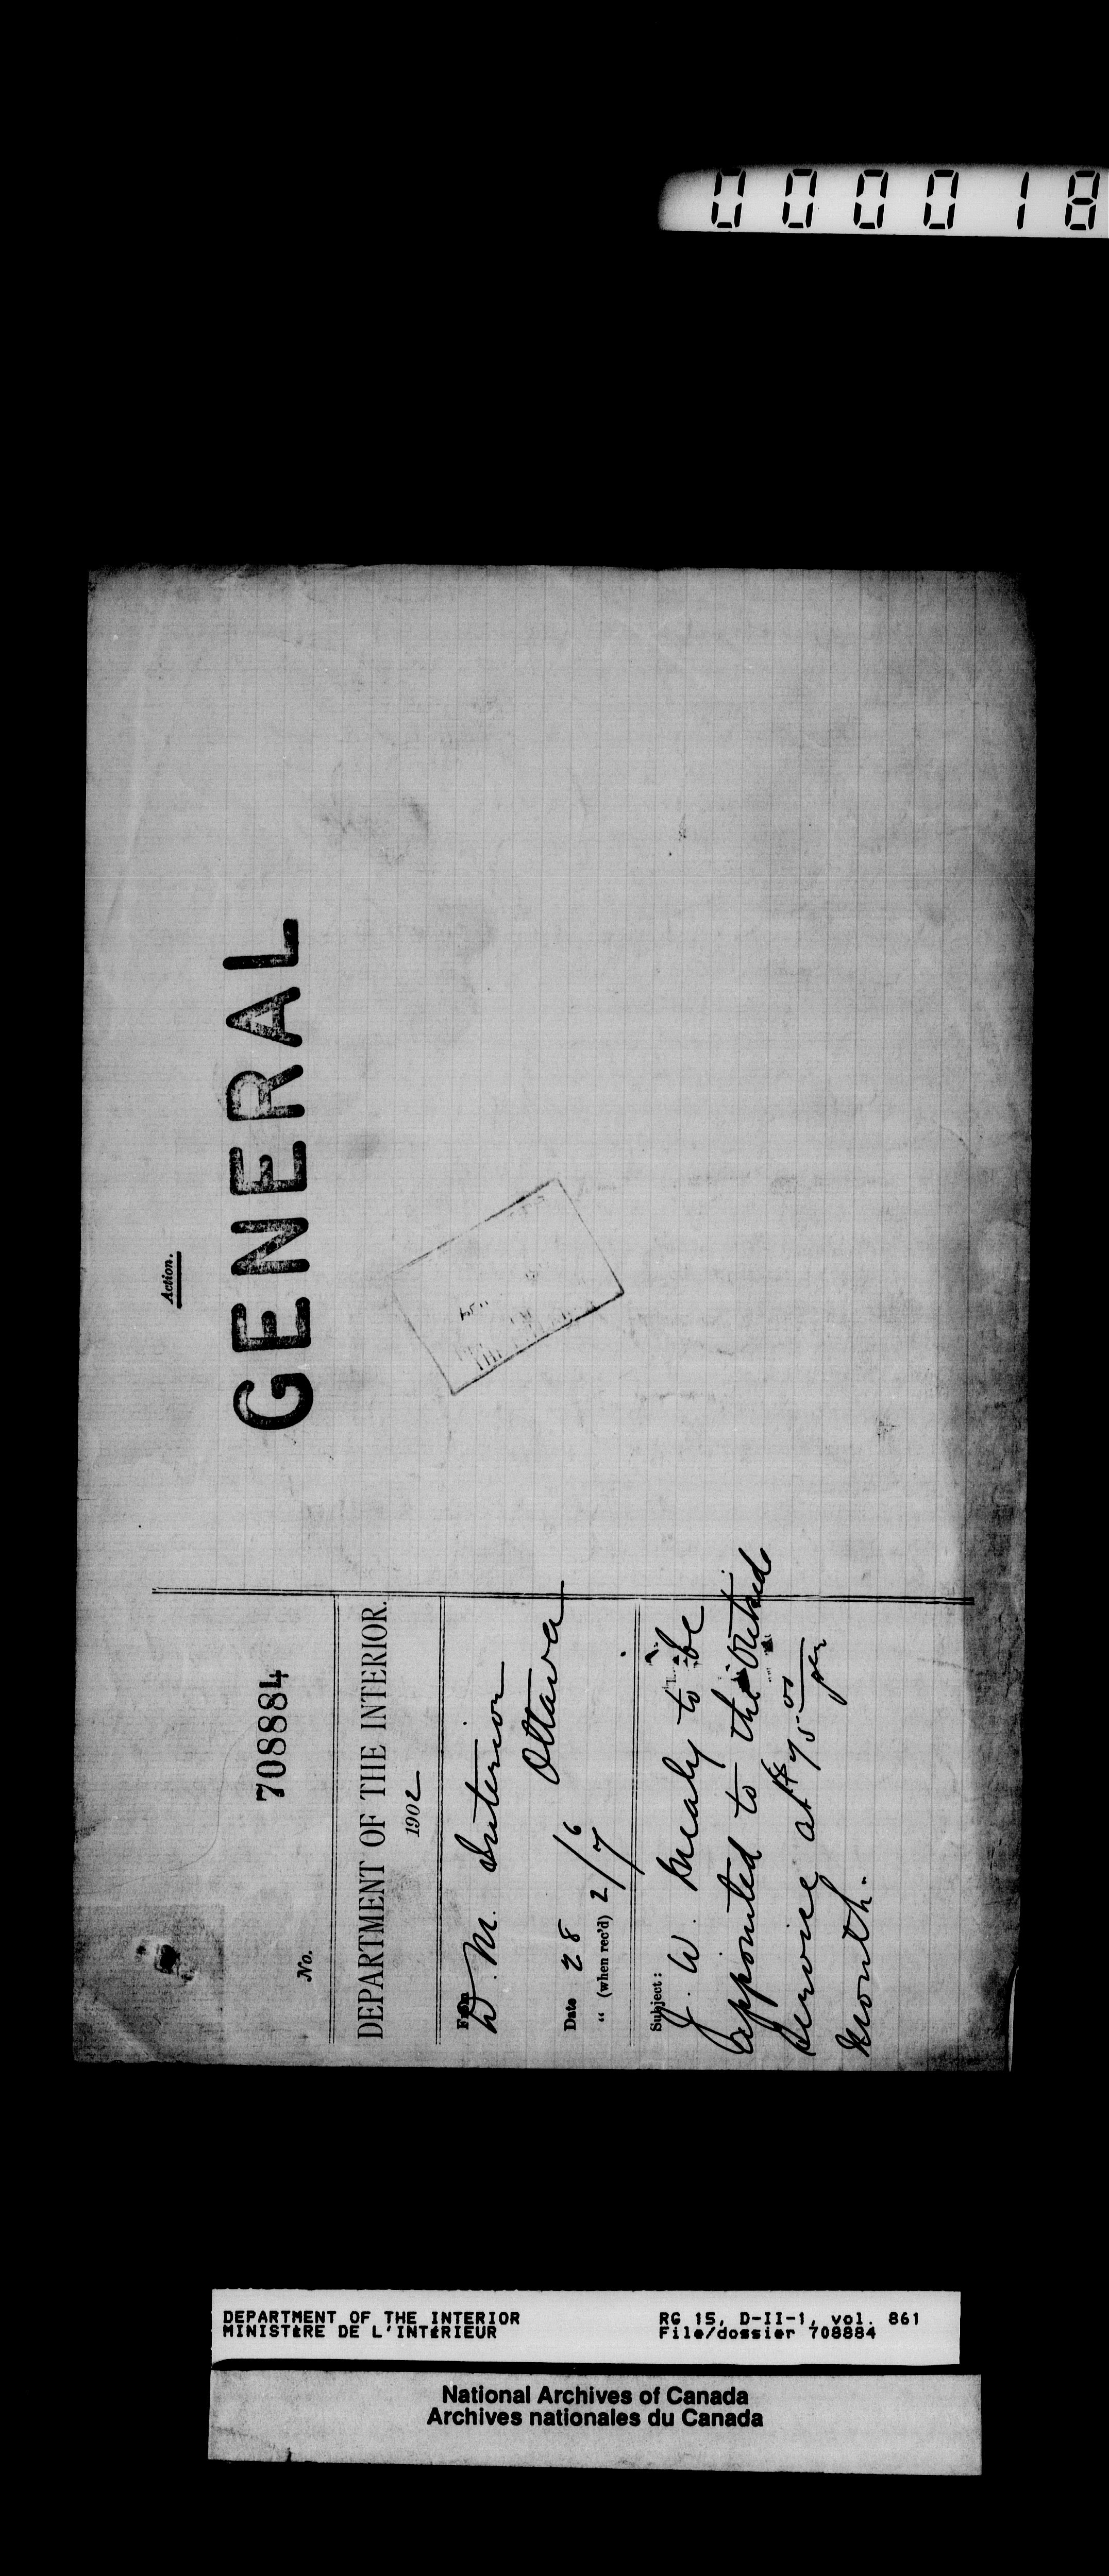 000018
Action.
GENERAL
No. 708884
DEPARTMENT OF THE INTERIOR.
1902
From
D. M. Interior
Ottawa
Date 28/6
“ (when rec'd) 2/7
Subject:
J. W. Mealy to be
appointed to the Outside
Service at $75.00 per
Month.
DEPARTMENT OF THE INTERIOR
MINISTÈRE DE L'INTÉRIEUR
RG 15, D-II-1, vol. 861
File/dossier 708884
National Archives of Canada
Archives nationales du Canada